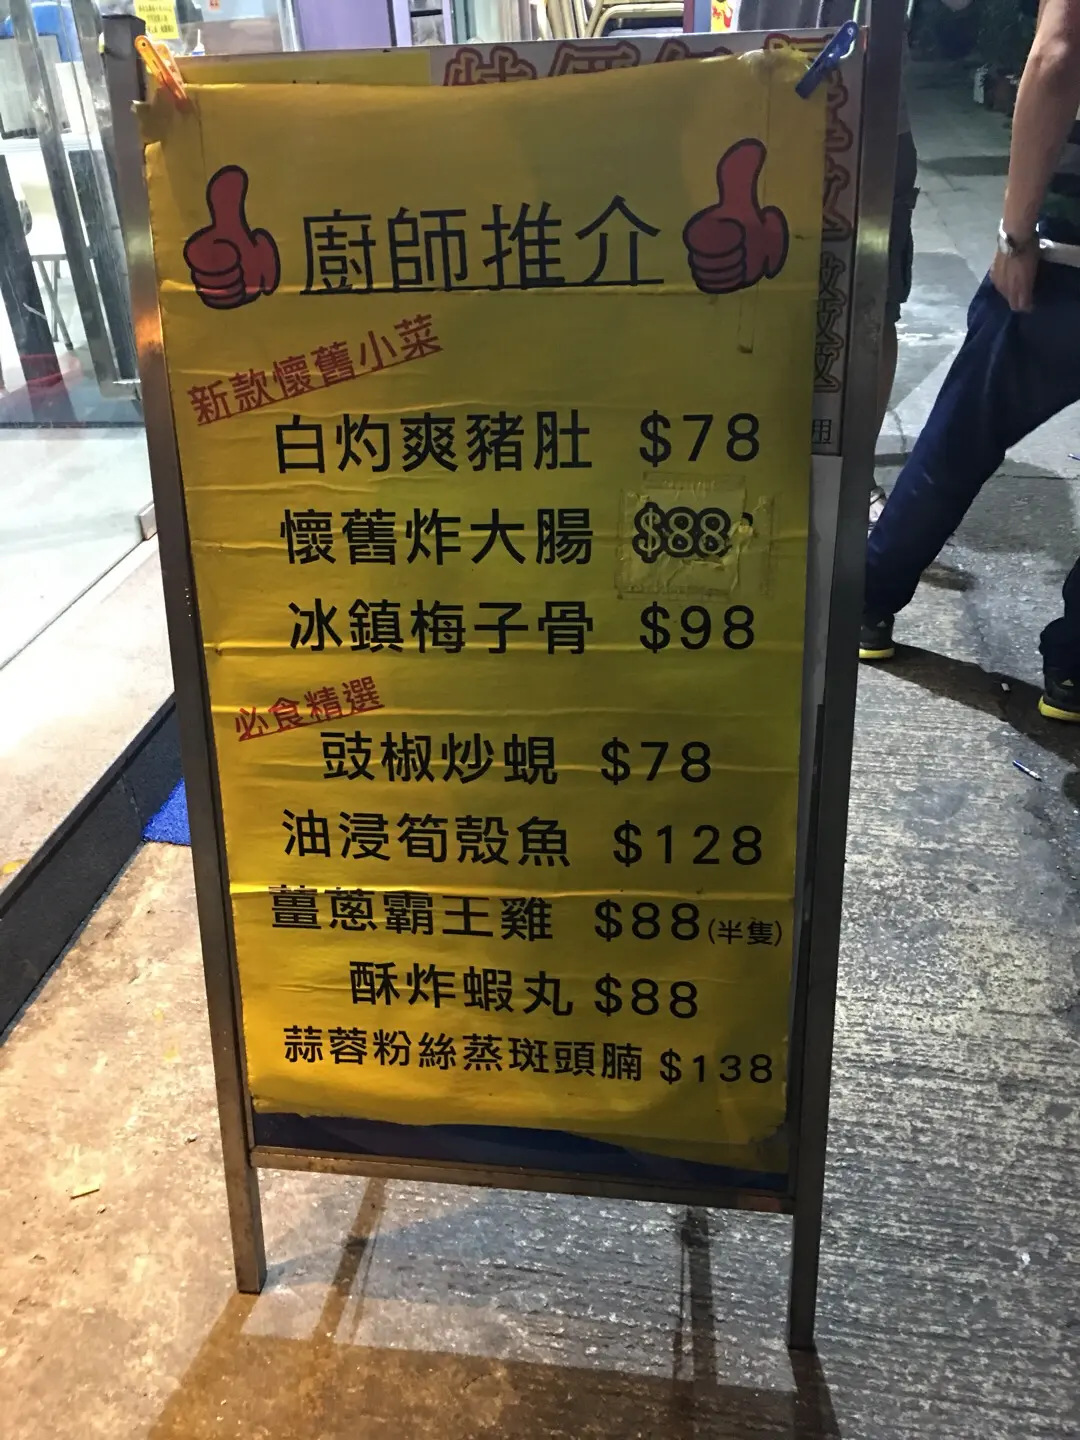 廚師推介
新款懷舊小菜
白灼爽豬肚 $78
懷舊炸大腸 $88
冰鎮梅子骨 $98
必食精選
豉椒炒蜆 $78
油浸筍殼魚 $128
薑蔥霸王雞 $88(半隻)
酥炸蝦丸 $88
蒜蓉粉絲蒸斑頭腩 $138